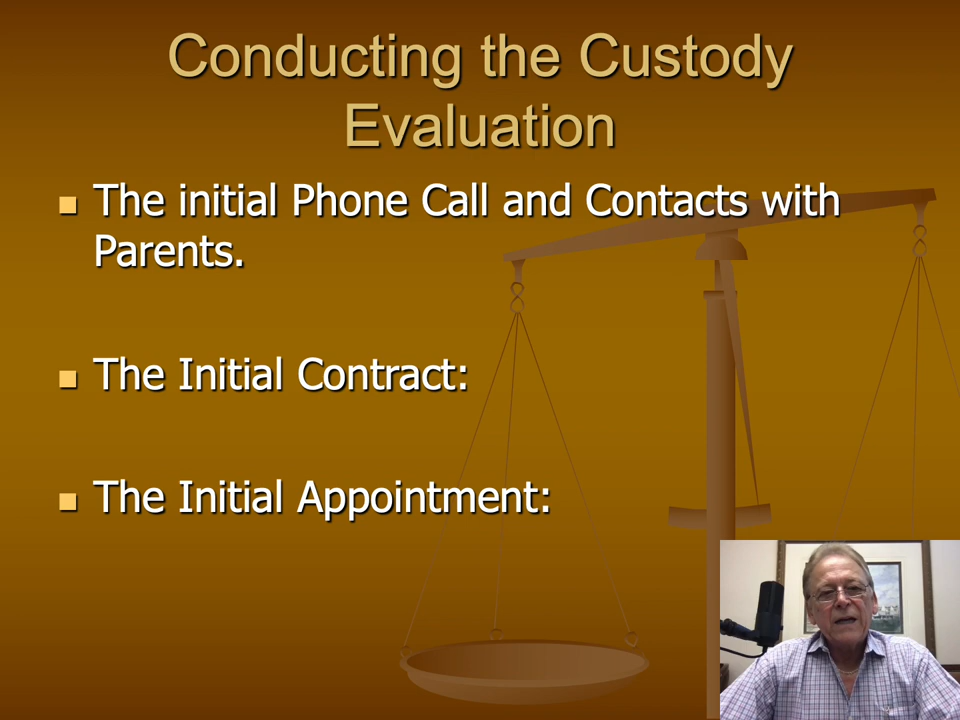 Conducting the Custody
Evaluation
The initial Phone Call and Contacts with
Parents.
The Initial Contract:
The Initial Appointment: